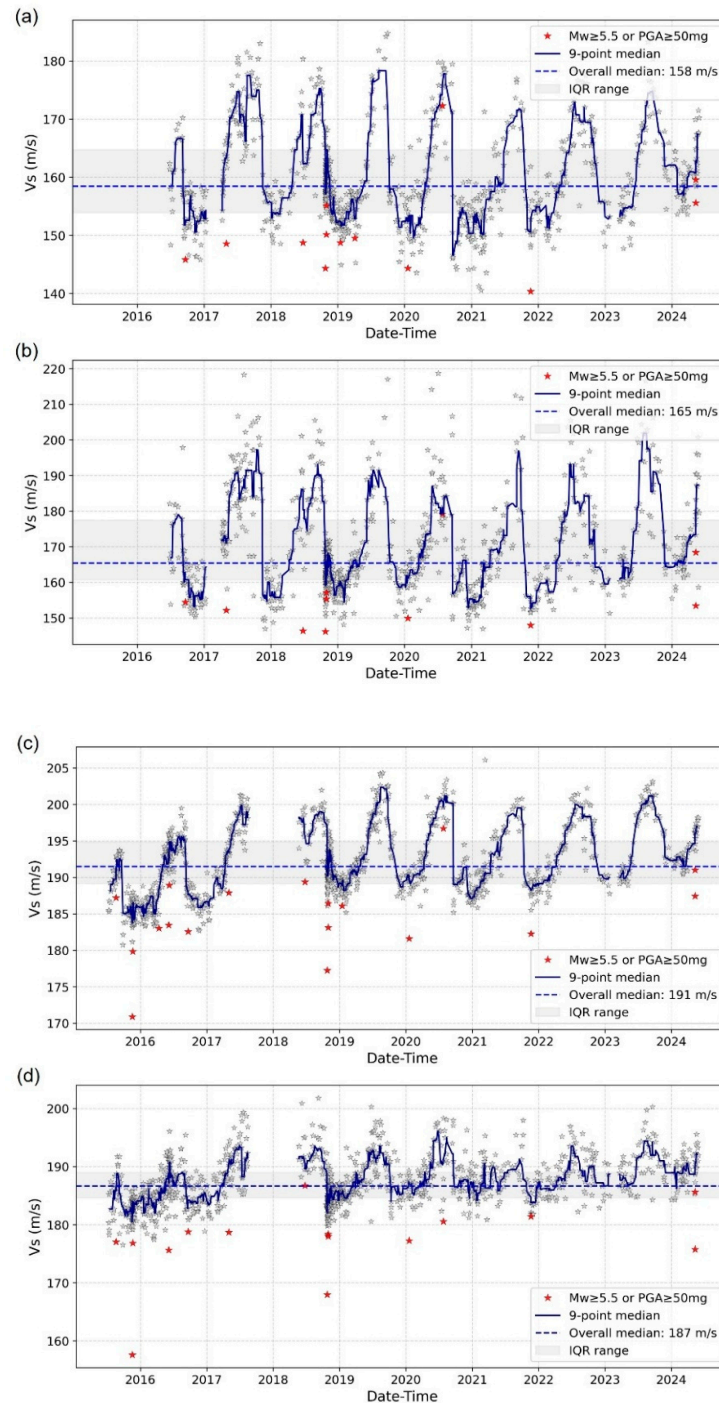 (a)
Mw≥5.5 or PGA≥50mg
9-point median
Overall median: 158 m/s
IQR range
180
170
160
150
140
Vs (m/s)
2016 2017 2018 2019 2020 2021 2022 2023 2024
Date-Time
(b)
Mw≥5.5 or PGA≥50mg
9-point median
Overall median: 165 m/s
IQR range
220
210
200
190
180
170
160
150
Vs (m/s)
2016 2017 2018 2019 2020 2021 2022 2023 2024
Date-Time
(c)
205
200
195
190
185
180
175
170
Vs (m/s)
Mw≥5.5 or PGA≥50mg
9-point median
Overall median: 191 m/s
IQR range
2016 2017 2018 2019 2020 2021 2022 2023 2024
Date-Time
(d)
200
190
180
170
160
Vs (m/s)
Mw≥5.5 or PGA≥50mg
9-point median
Overall median: 187 m/s
IQR range
2016 2017 2018 2019 2020 2021 2022 2023 2024
Date-Time